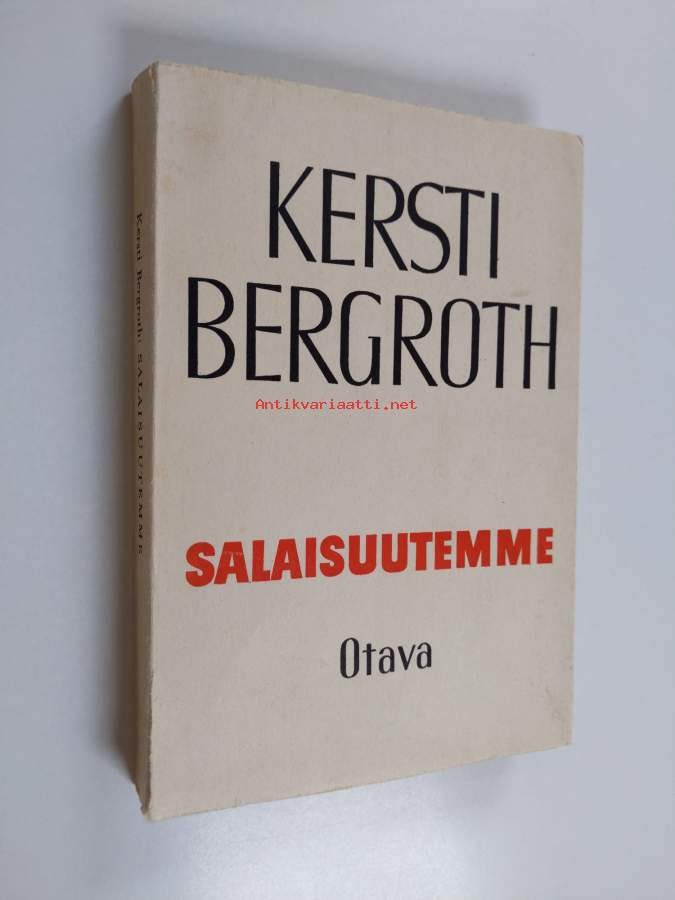 KERSTI
BERGROTH
Antikvariaatti.net
SALAISUUTEMME
Otava
Kersti Bergroth: SALAISUUTEMME